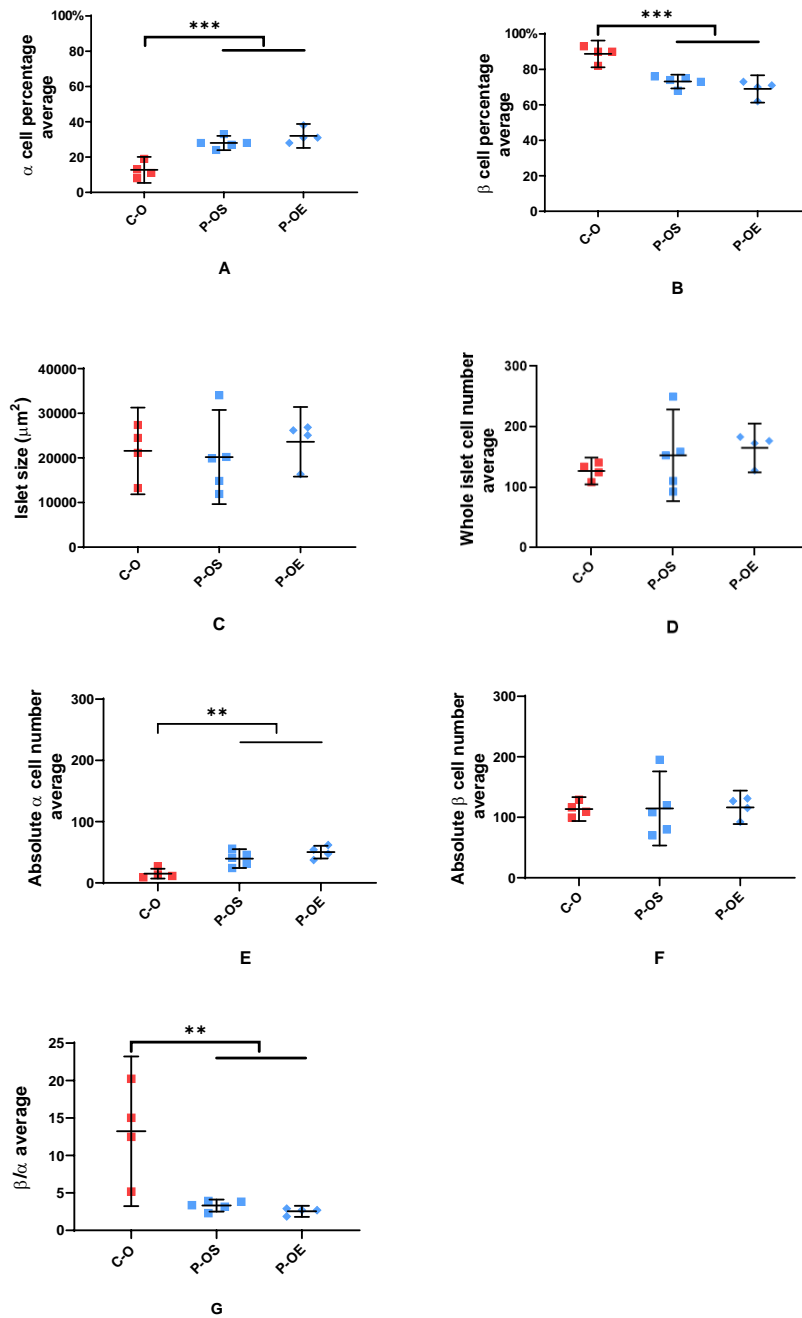 α cell percentage
average
100%
80
60
40
20
0
***
C-O
P-OS
P-OE
A
β cell percentage
average
100%
80
60
40
20
0
***
C-O
P-OS
P-OE
B
Islet size (μm²)
40000
30000
20000
10000
0
C-O
P-OS
P-OE
C
Whole islet cell number
average
300
200
100
0
C-O
P-OS
P-OE
D
Absolute α cell number
average
300
200
100
0
**
C-O
P-OS
P-OE
E
Absolute β cell number
average
300
200
100
0
C-O
P-OS
P-OE
F
β/α average
25
20
15
10
5
0
**
C-O
P-OS
P-OE
G